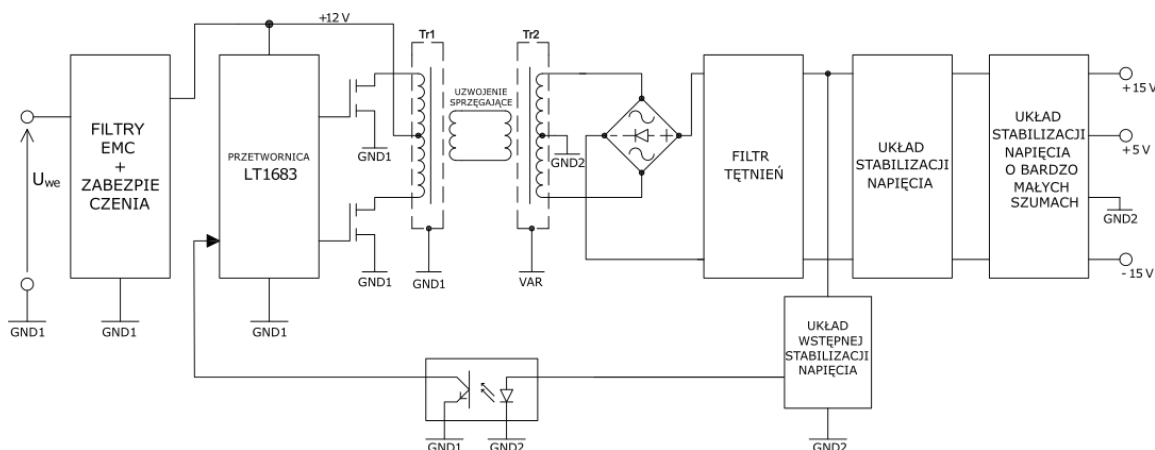 +12 V
Tr1
Tr2
UZWOJENIE
SPRZĘGAJĄCE
U we
FILTRY
EMC
+
ZABEZPIE
CZENIA
PRZETWORNICA
LT1683
GND1
GND1
GND2
FILTR
TĘTNIEŃ
UKŁAD
STABILIZACJI
NAPIĘCIA
UKŁAD
STABILIZACJI
NAPIĘCIA
O BARDZO
MAŁYCH
SZUMACH
+15 V
+5 V
GND2
-15 V
GND1
GND1
GND1
GND1
VAR
UKŁAD
WSTĘPNEJ
STABILIZACJI
NAPIĘCIA
GND1
GND2
GND2